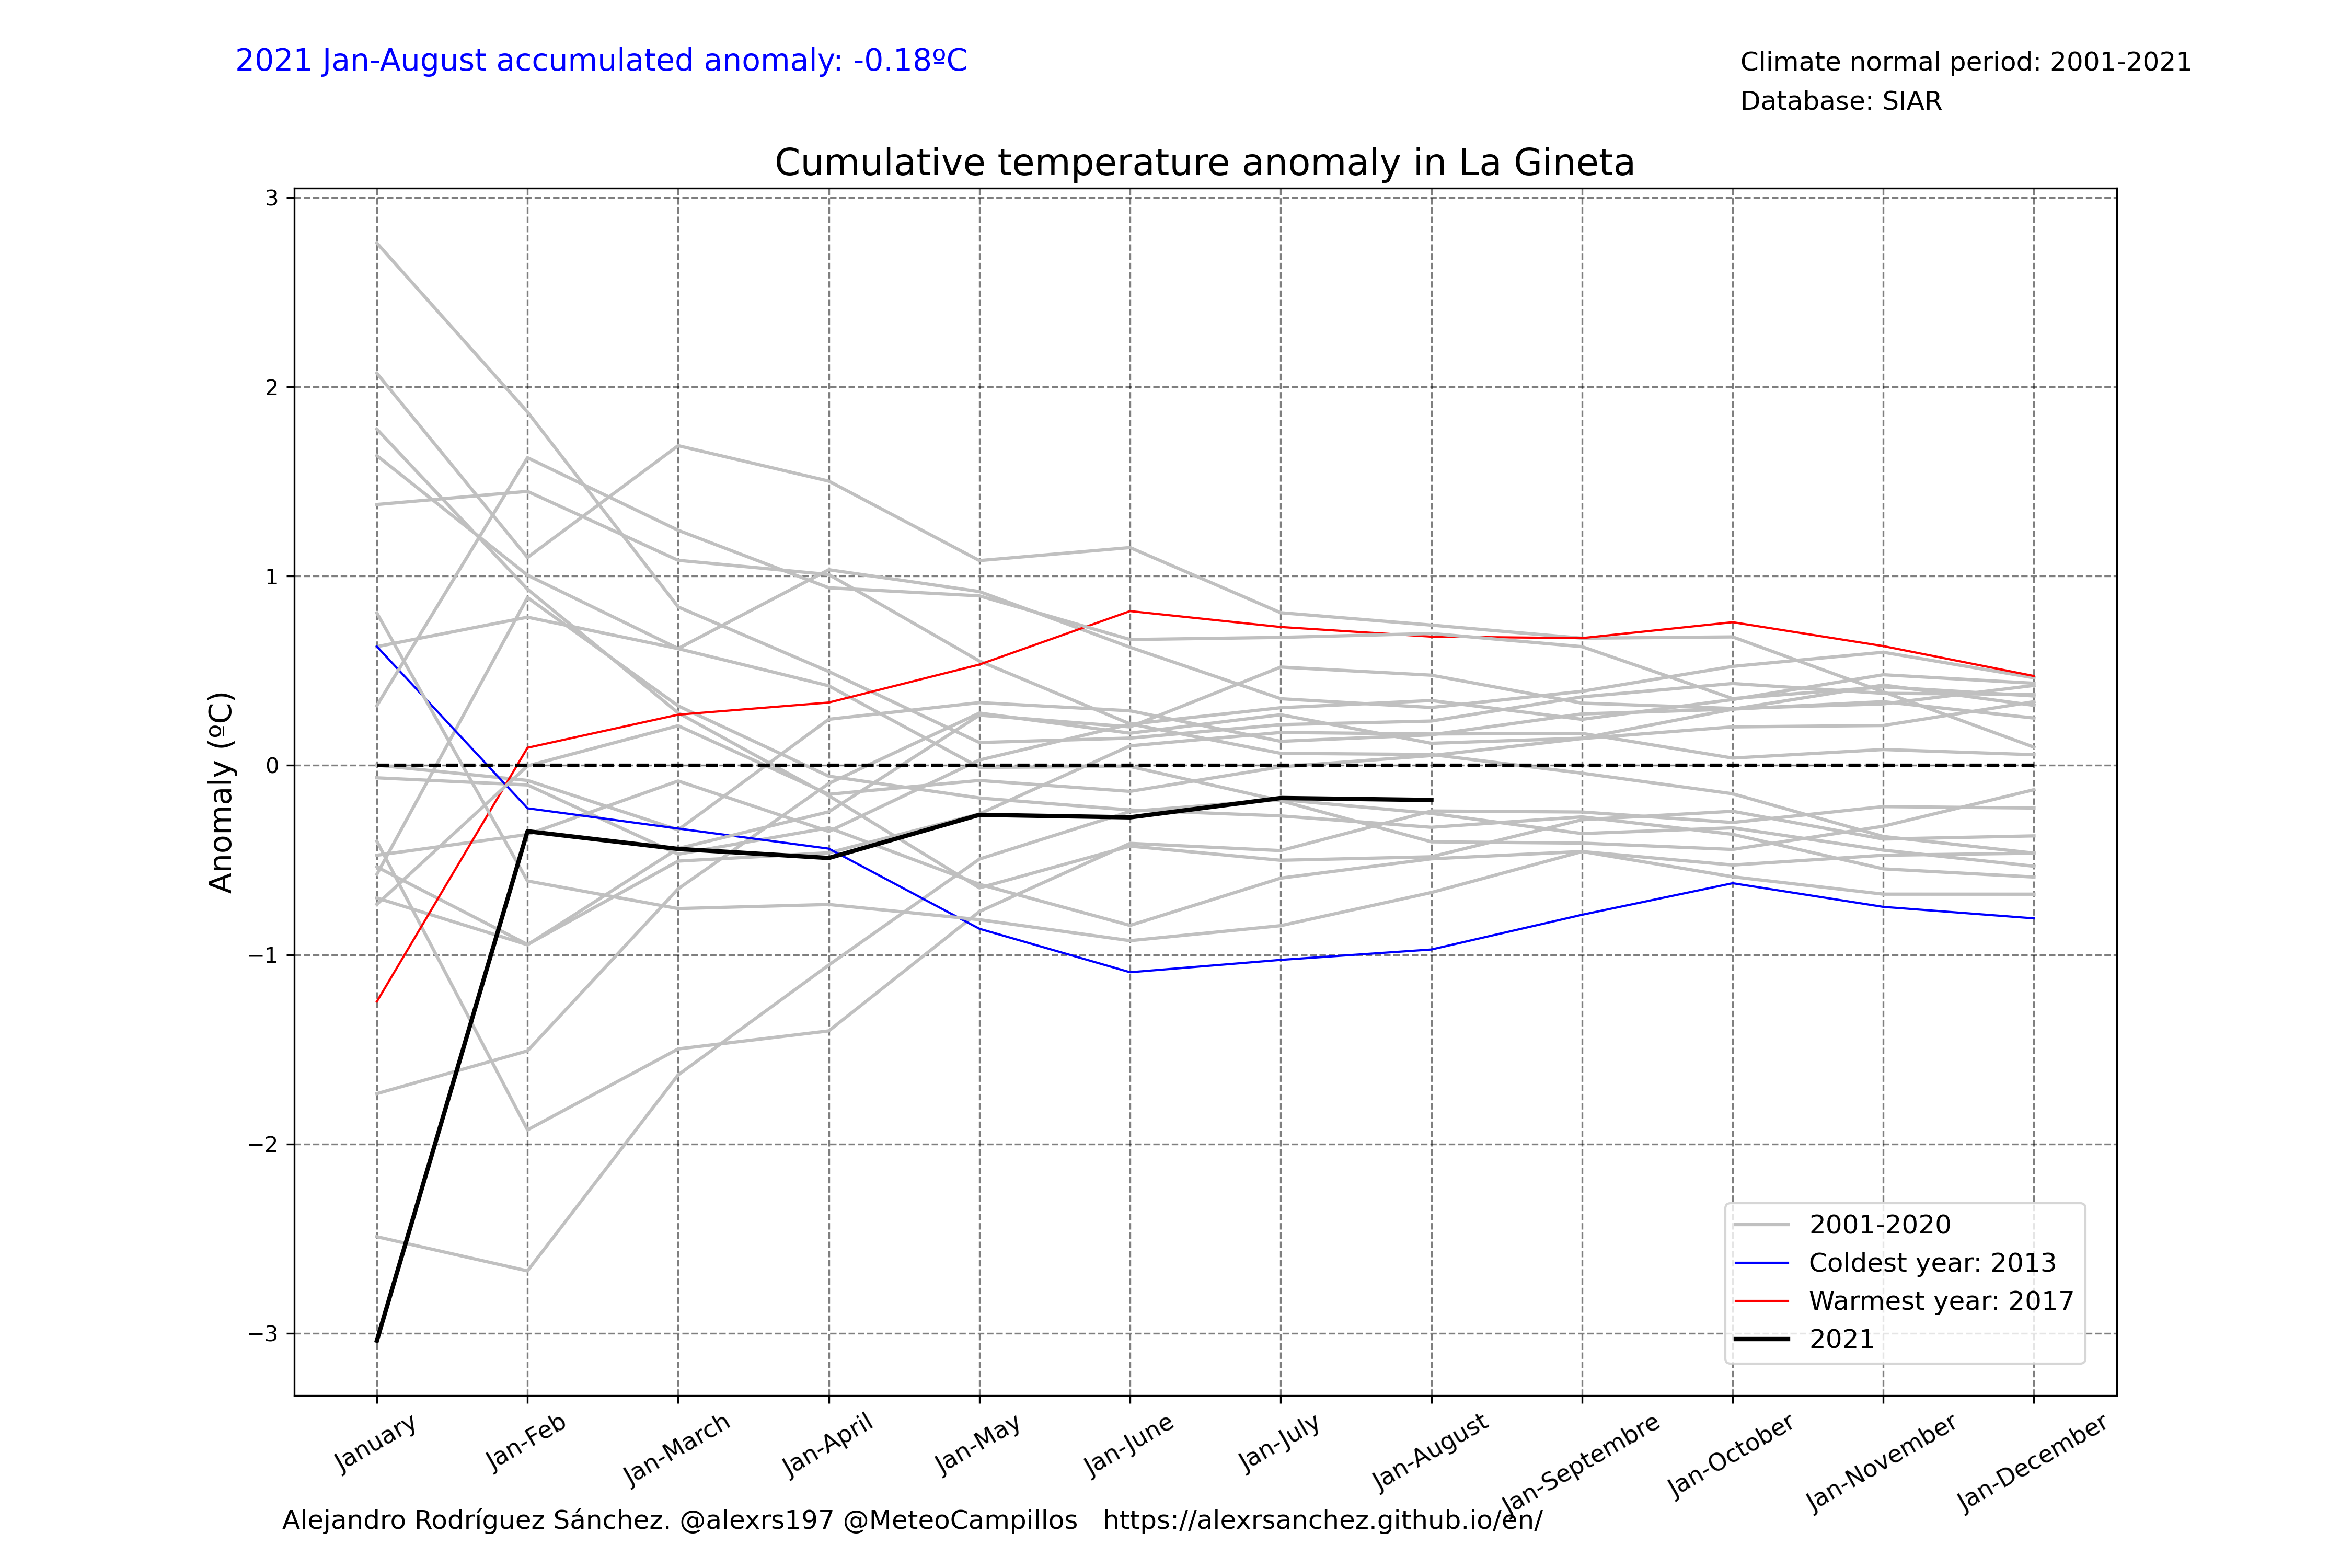 2021 Jan-August accumulated anomaly: -0.18ºC
Climate normal period: 2001-2021
Database: SIAR
Cumulative temperature anomaly in La Gineta
3
2
1
0
−1
−2
−3
Anomaly (ºC)
2001-2020
Coldest year: 2013
Warmest year: 2017
2021
January
Jan-Feb
Jan-March
Jan-April
Jan-May
Jan-June
Jan-July
Jan-August
Jan-Septembre
Jan-October
Jan-November
Jan-December
Alejandro Rodríguez Sánchez. @alexrs197 @MeteoCampillos   https://alexrsanchez.github.io/en/